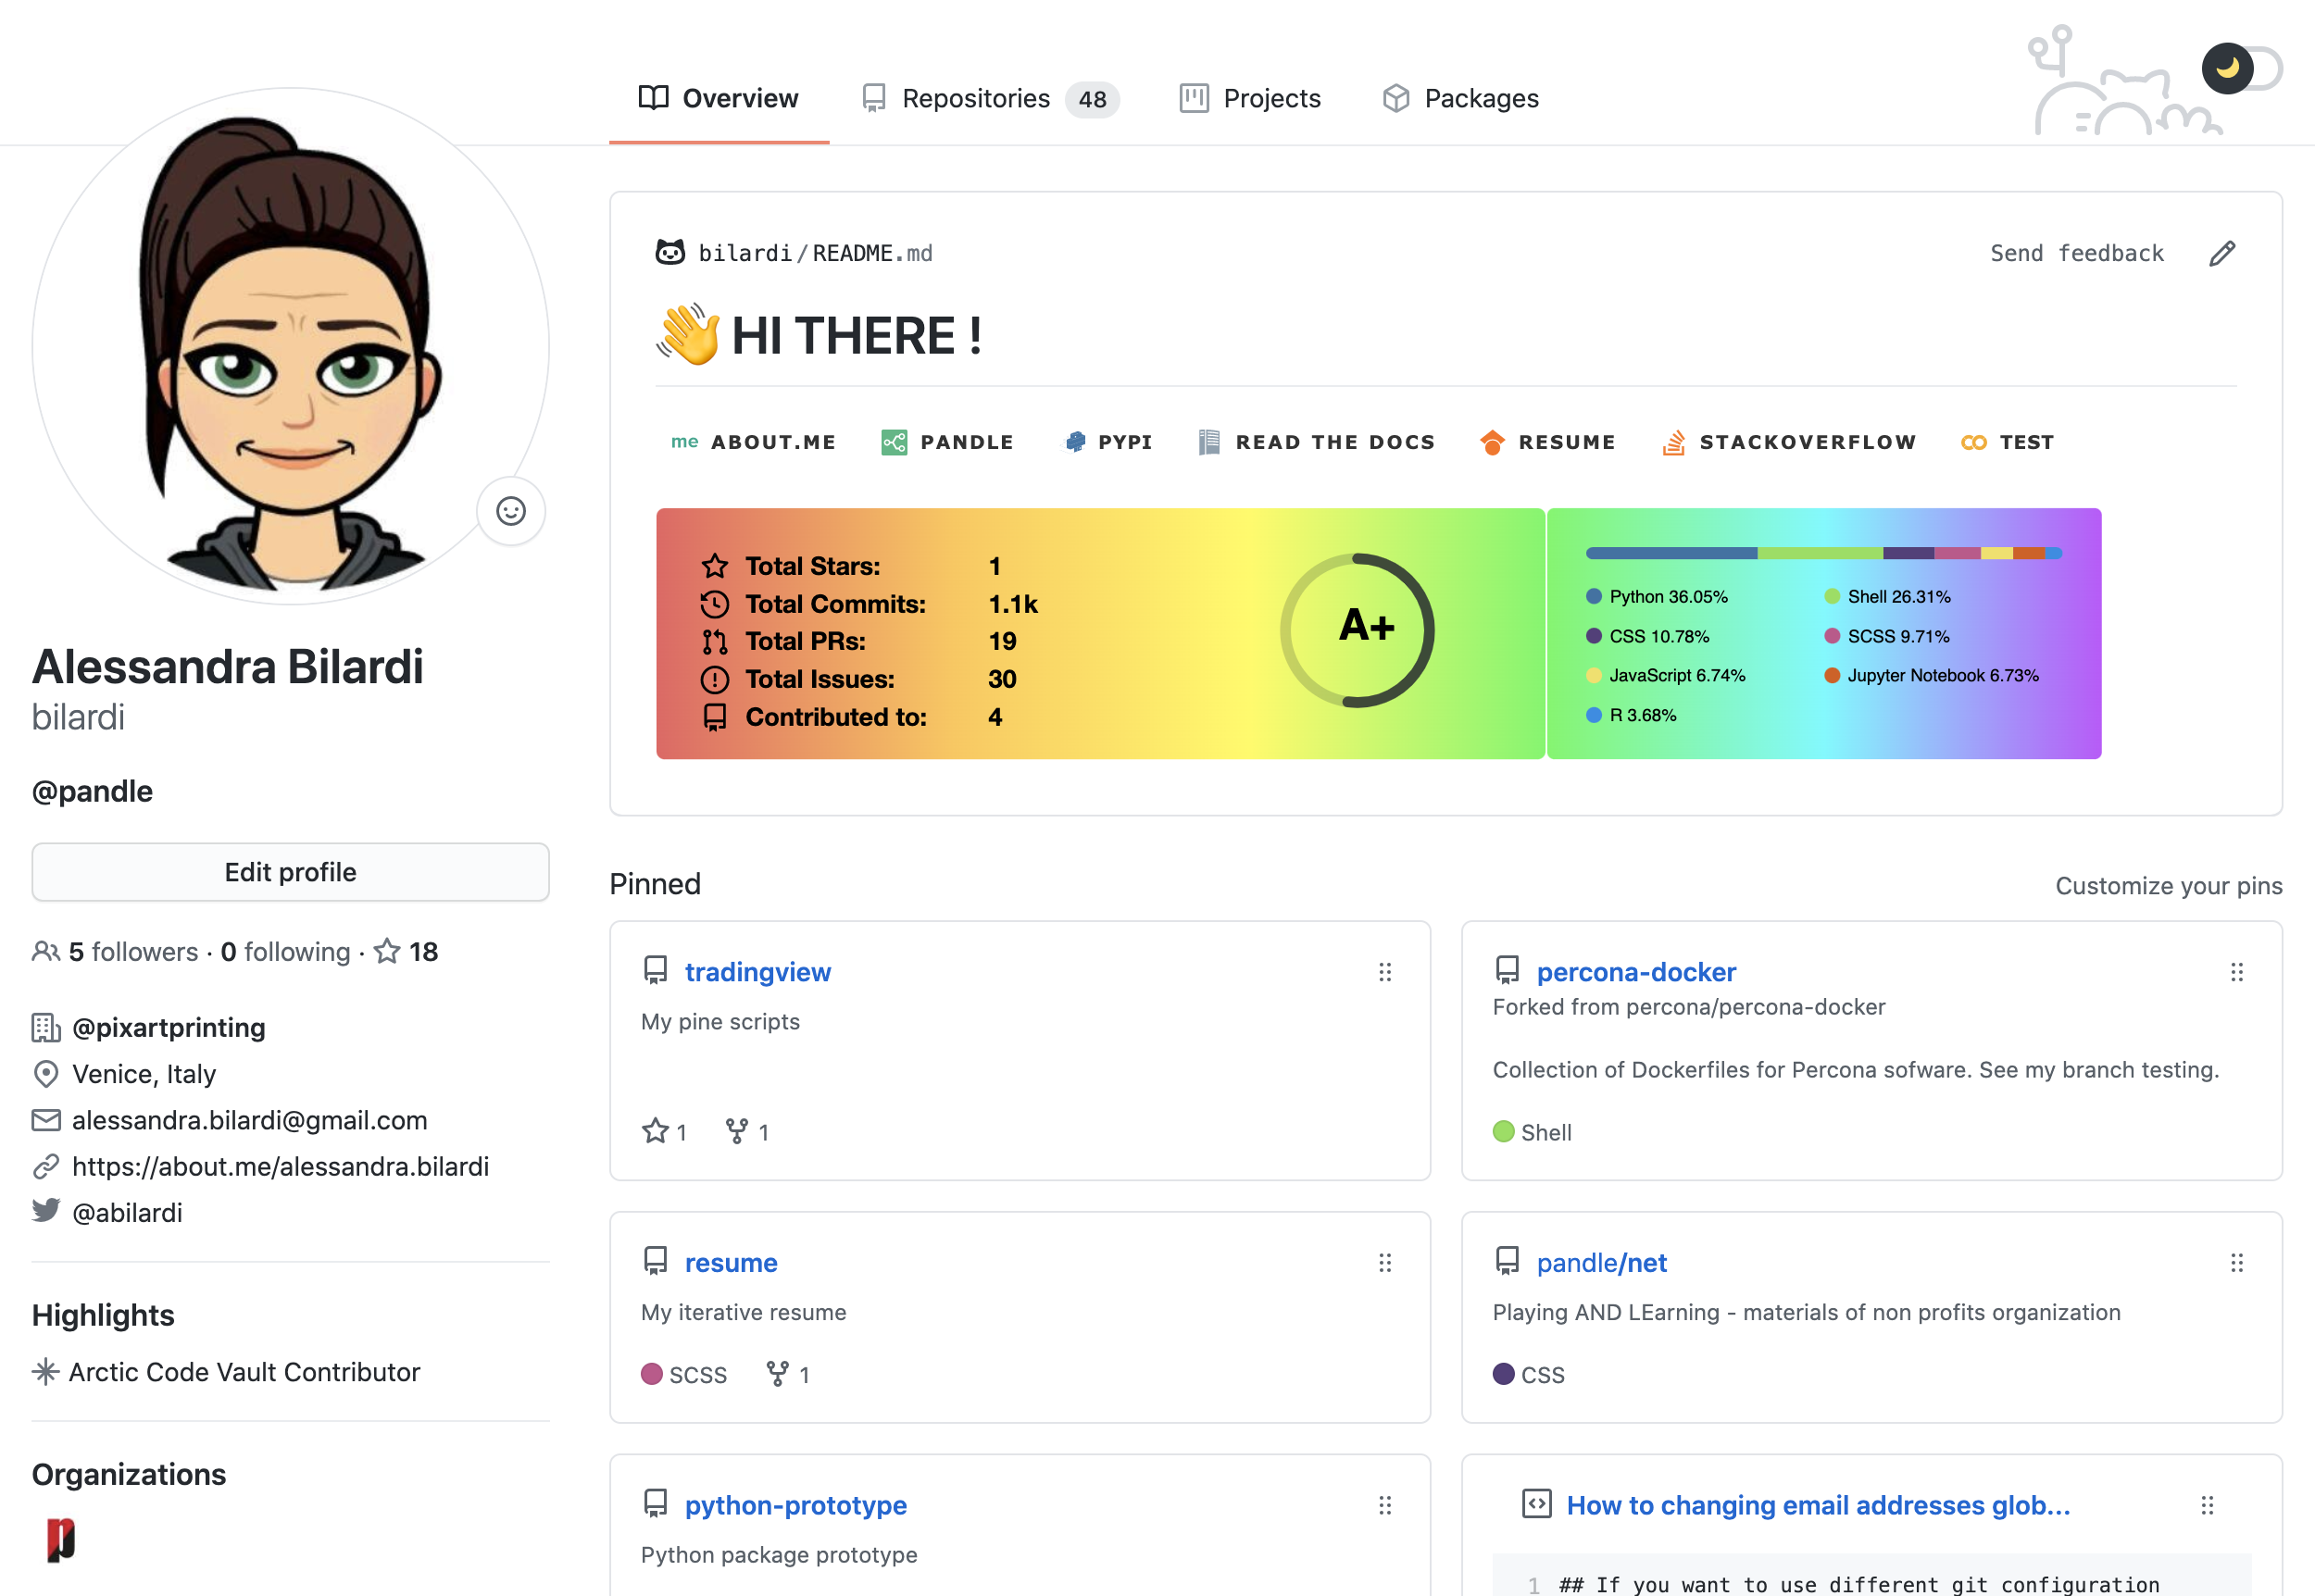 Overview
Repositories 48
Projects
Packages
Alessandra Bilardi
bilardi
@pandle
Edit profile
5 followers · 0 following · 18
@pixartprinting
Venice, Italy
alessandra.bilardi@gmail.com
https://about.me/alessandra.bilardi
@abilardi
Highlights
Arctic Code Vault Contributor
Organizations
p
bilardi/README.md
Send feedback
👋 HI THERE !
me ABOUT.ME
PANDLE
PYPI
READ THE DOCS
RESUME
STACKOVERFLOW
TEST
Total Stars: 1
Total Commits: 1.1k
Total PRs: 19
Total Issues: 30
Contributed to: 4
A+
Python 36.05%
Shell 26.31%
CSS 10.78%
SCSS 9.71%
JavaScript 6.74%
Jupyter Notebook 6.73%
R 3.68%
Pinned
Customize your pins
tradingview
My pine scripts
1 1
percona-docker
Forked from percona/percona-docker
Collection of Dockerfiles for Percona sofware. See my branch testing.
Shell
resume
My iterative resume
SCSS 1
pandle/net
Playing AND LEarning - materials of non profits organization
CSS
python-prototype
Python package prototype
How to changing email addresses glob...
1 ## If you want to use different git configuration